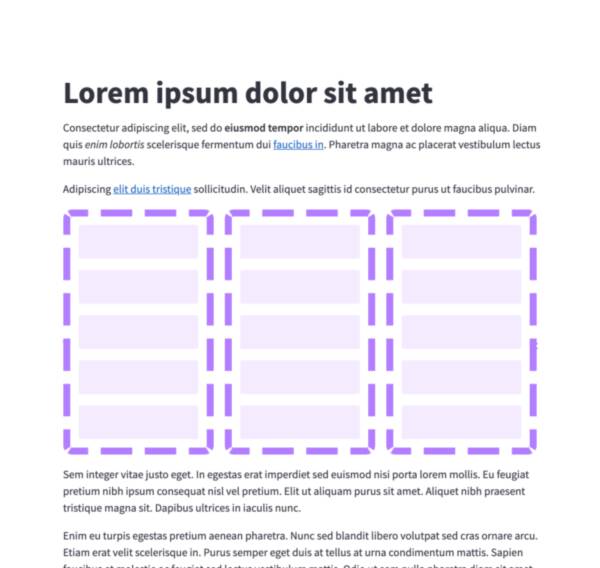 Lorem ipsum dolor sit amet
Consectetur adipiscing elit, sed do eiusmod tempor incididunt ut labore et dolore magna aliqua. Diam
quis enim lobortis scelerisque fermentum dui faucibus in. Pharetra magna ac placerat vestibulum lectus
mauris ultrices.
Adipiscing elit duis tristique sollicitudin. Velit aliquet sagittis id consectetur purus ut faucibus pulvinar.
Sem integer vitae justo eget. In egestas erat imperdiet sed euismod nisi porta lorem mollis. Eu feugiat
pretium nibh ipsum consequat nisl vel pretium. Elit ut aliquam purus sit amet. Aliquet nibh praesent
tristique magna sit. Dapibus ultrices in iaculis nunc.
Enim eu turpis egestas pretium aenean pharetra. Nunc sed blandit libero volutpat sed cras ornare arcu.
Etiam erat velit scelerisque in. Purus semper eget duis at tellus at urna condimentum mattis. Sapien